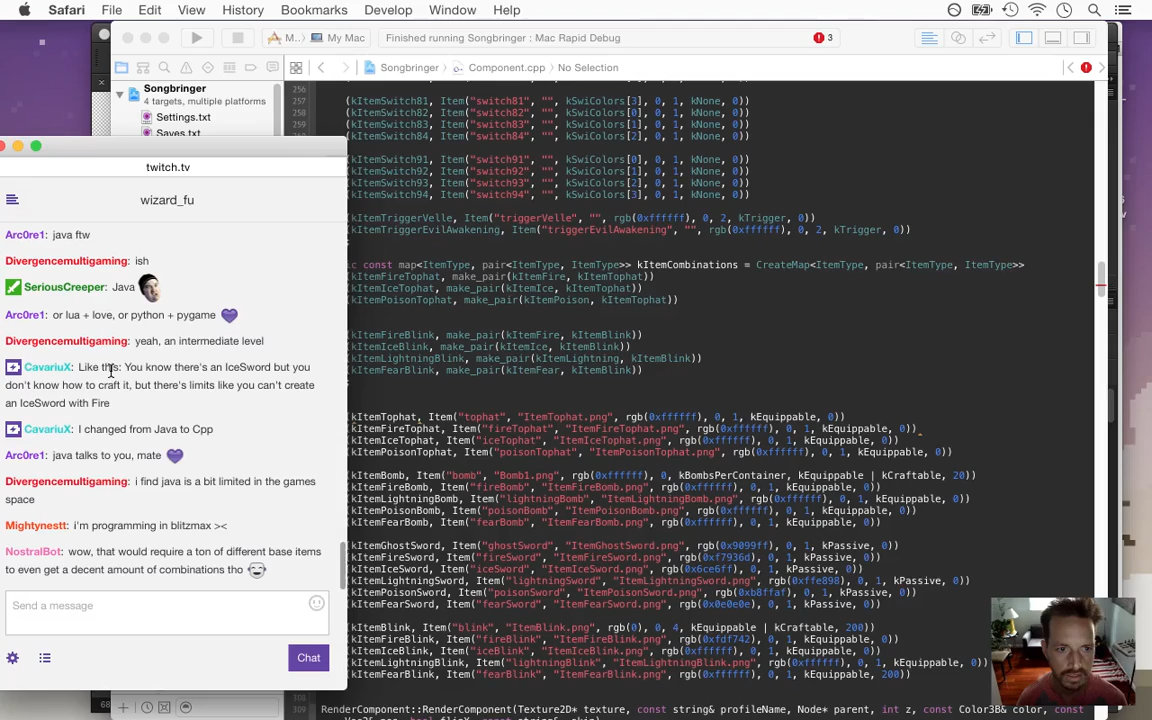 Safari File Edit View History Bookmarks Develop Window Help
M... My Mac Finished running Songbringer : Mac Rapid Debug 3
Songbringer Component.cpp No Selection
Songbringer
4 targets, multiple platforms
Settings.txt
Saves.txt
twitch.tv
wizard_fu
Arc0re1: java ftw
Divergencemultigaming: ish
SeriousCreeper: Java
Arc0re1: or lua + love, or python + pygame
Divergencemultigaming: yeah, an intermediate level
CavariuX: Like this: You know there's an IceSword but you
don't know how to craft it, but there's limits like you can't create
an IceSword with Fire
CavariuX: I changed from Java to Cpp
Arc0re1: java talks to you, mate
Divergencemultigaming: i find java is a bit limited in the games
space
Mightynestt: i'm programming in blitzmax ><
NostralBot: wow, that would require a ton of different base items
to even get a decent amount of combinations tho
Send a message
Chat
256
257 (kItemSwitch81, Item("switch81", "", kSwiColors[3], 0, 1, kNone, 0))
258 (kItemSwitch82, Item("switch82", "", kSwiColors[0], 0, 1, kNone, 0))
259 (kItemSwitch83, Item("switch83", "", kSwiColors[1], 0, 1, kNone, 0))
(kItemSwitch84, Item("switch84", "", kSwiColors[2], 0, 1, kNone, 0))
(kItemSwitch91, Item("switch91", "", kSwiColors[0], 0, 1, kNone, 0))
(kItemSwitch92, Item("switch92", "", kSwiColors[1], 0, 1, kNone, 0))
(kItemSwitch93, Item("switch93", "", kSwiColors[2], 0, 1, kNone, 0))
(kItemSwitch94, Item("switch94", "", kSwiColors[3], 0, 1, kNone, 0))
(kItemTriggerVelle, Item("triggerVelle", "", rgb(0xffffff), 0, 2, kTrigger, 0))
(kItemTriggerEvilAwakening, Item("triggerEvilAwakening", "", rgb(0xffffff), 0, 2, kTrigger, 0))
c const map<ItemType, pair<ItemType, ItemType>> kItemCombinations = CreateMap<ItemType, pair<ItemType, ItemType>>
(kItemFireTophat, make_pair(kItemFire, kItemTophat))
(kItemIceTophat, make_pair(kItemIce, kItemTophat))
(kItemPoisonTophat, make_pair(kItemPoison, kItemTophat))
(kItemFireBlink, make_pair(kItemFire, kItemBlink))
(kItemIceBlink, make_pair(kItemIce, kItemBlink))
(kItemLightningBlink, make_pair(kItemLightning, kItemBlink))
(kItemFearBlink, make_pair(kItemFear, kItemBlink))
(kItemTophat, Item("tophat", "ItemTophat.png", rgb(0xffffff), 0, 1, kEquippable, 0))
(kItemFireTophat, Item("fireTophat", "ItemFireTophat.png", rgb(0xffffff), 0, 1, kEquippable, 0))
(kItemIceTophat, Item("iceTophat", "ItemIceTophat.png", rgb(0xffffff), 0, 1, kEquippable, 0))
(kItemPoisonTophat, Item("poisonTophat", "ItemPoisonTophat.png", rgb(0xffffff), 0, 1, kEquippable, 0))
(kItemBomb, Item("bomb", "Bomb1.png", rgb(0xffffff), 0, kBombsPerContainer, kEquippable | kCraftable, 20))
(kItemFireBomb, Item("fireBomb", "ItemFireBomb.png", rgb(0xffffff), 0, 1, kEquippable, 0))
(kItemLightningBomb, Item("lightningBomb", "ItemLightningBomb.png", rgb(0xffffff), 0, 1, kEquippable, 0))
(kItemPoisonBomb, Item("poisonBomb", "ItemPoisonBomb.png", rgb(0xffffff), 0, 1, kEquippable, 0))
(kItemFearBomb, Item("fearBomb", "ItemFearBomb.png", rgb(0xffffff), 0, 1, kEquippable, 0))
(kItemGhostSword, Item("ghostSword", "ItemGhostSword.png", rgb(0x9099ff), 0, 1, kPassive, 0))
(kItemFireSword, Item("fireSword", "ItemFireSword.png", rgb(0xf7936d), 0, 1, kPassive, 0))
(kItemIceSword, Item("iceSword", "ItemIceSword.png", rgb(0x6ce6ff), 0, 1, kPassive, 0))
(kItemLightningSword, Item("lightningSword", "ItemLightningSword.png", rgb(0xffe898), 0, 1, kPassive, 0))
(kItemPoisonSword, Item("poisonSword", "ItemPoisonSword.png", rgb(0xb8ffaf), 0, 1, kPassive, 0))
(kItemFearSword, Item("fearSword", "ItemFearSword.png", rgb(0x0e0e0e), 0, 1, kPassive, 0))
(kItemBlink, Item("blink", "ItemBlink.png", rgb(0), 0, 4, kEquippable | kCraftable, 200))
(kItemFireBlink, Item("fireBlink", "ItemFireBlink.png", rgb(0xfdf742), 0, 1, kEquippable, 0))
(kItemIceBlink, Item("iceBlink", "ItemIceBlink.png", rgb(0xffffff), 0, 1, kEquippable, 0))
(kItemLightningBlink, Item("lightningBlink", "ItemLightningBlink.png", rgb(0xffffff), 0, 1, kEquippable, 0))
(kItemFearBlink, Item("fearBlink", "ItemFearBlink.png", rgb(0xffffff), 0, 1, kEquippable, 200))
308
309 RenderComponent::RenderComponent(Texture2D* texture, const string& profileName, Node* parent, int z, const Color3B& color, const